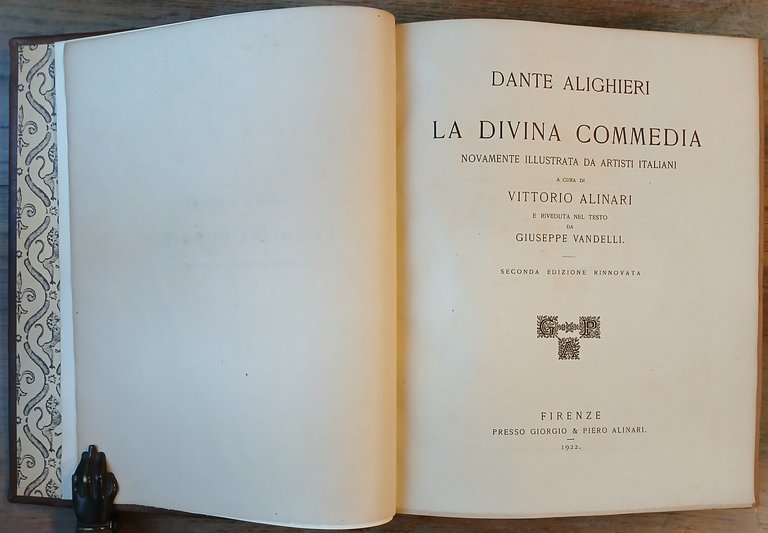 DANTE ALIGHIERI
LA DIVINA COMMEDIA
NOVAMENTE ILLUSTRATA DA ARTISTI ITALIANI
A CURA DI
VITTORIO ALINARI
E RIVEDUTA NEL TESTO
DA
GIUSEPPE VANDELLI.
SECONDA EDIZIONE RINNOVATA
G P
A
FIRENZE
PRESSO GIORGIO & PIERO ALINARI.
1922.